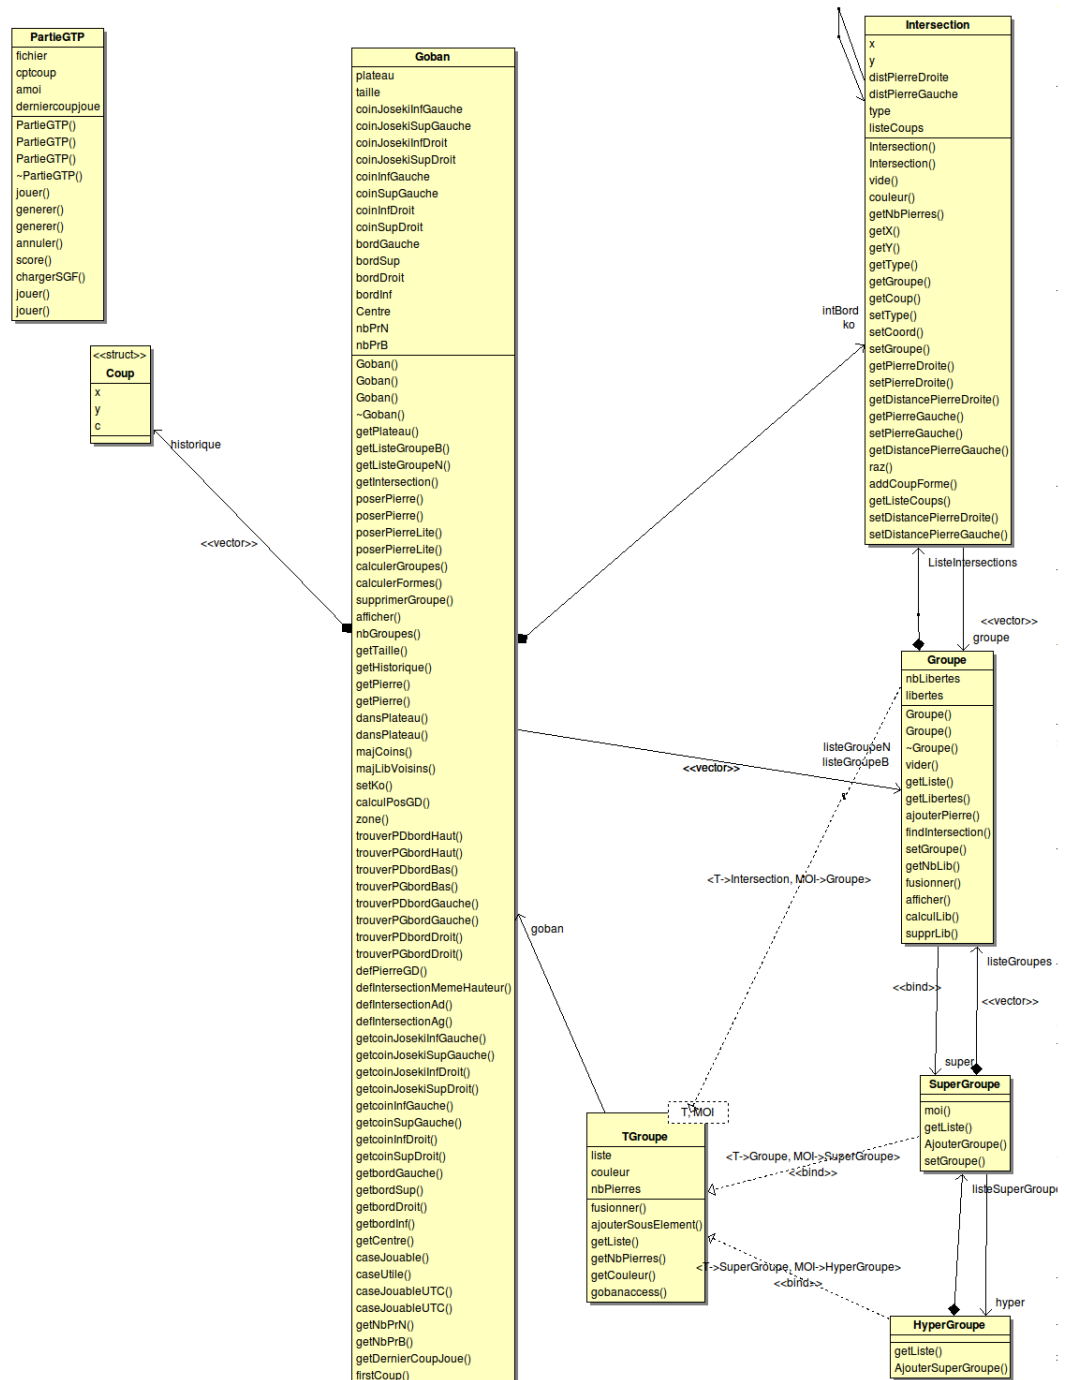 PartieGTP
fichier
cptcoup
amoi
derniercoupjoue
PartieGTP()
PartieGTP()
PartieGTP()
~PartieGTP()
jouer()
generer()
generer()
annuler()
score()
chargerSGF()
jouer()
jouer()
<<struct>>
Coup
x
y
c
historique
<<vector>>
Goban
plateau
taille
coinJosekiInfGauche
coinJosekiSupGauche
coinJosekiInfDroit
coinJosekiSupDroit
coinInfGauche
coinSupGauche
coinInfDroit
coinSupDroit
bordGauche
bordSup
bordDroit
bordInf
Centre
nbPrN
nbPrB
Goban()
Goban()
Goban()
~Goban()
getPlateau()
getListeGroupeB()
getListeGroupeN()
getIntersection()
poserPierre()
poserPierre()
poserPierreLite()
poserPierreLite()
calculerGroupes()
calculerFormes()
supprimerGroupe()
afficher()
nbGroupes()
getTaille()
getHistorique()
getPierre()
getPierre()
dansPlateau()
dansPlateau()
majCoins()
majLibVoisins()
setKo()
calculPosGD()
zone()
trouverPDbordHaut()
trouverPGbordHaut()
trouverPDbordBas()
trouverPGbordBas()
trouverPDbordGauche()
trouverPGbordGauche()
trouverPDbordDroit()
trouverPGbordDroit()
defPierreGD()
defIntersectionMemeHauteur()
defIntersectionAd()
defIntersectionAg()
getcoinJosekiInfGauche()
getcoinJosekiSupGauche()
getcoinJosekiInfDroit()
getcoinJosekiSupDroit()
getcoinInfGauche()
getcoinSupGauche()
getcoinInfDroit()
getcoinSupDroit()
getbordGauche()
getbordSup()
getbordDroit()
getbordInf()
getCentre()
caseJouable()
caseUtile()
caseJouableUTC()
caseJouableUTC()
getNbPrN()
getNbPrB()
getDernierCoupJoue()
firstCoup()
Intersection
x
y
distPierreDroite
distPierreGauche
type
listeCoups
Intersection()
Intersection()
vide()
couleur()
getNbPierres()
getX()
getY()
getType()
getGroupe()
getCoup()
setType()
setCoord()
setGroupe()
getPierreDroite()
setPierreDroite()
getDistancePierreDroite()
getPierreGauche()
setPierreGauche()
getDistancePierreGauche()
raz()
addCoupForme()
getListeCoups()
setDistancePierreDroite()
setDistancePierreGauche()
intBord
ko
ListeIntersections
<<vector>>
groupe
Groupe
nbLibertes
libertes
Groupe()
Groupe()
~Groupe()
vider()
getListe()
getLibertes()
ajouterPierre()
findIntersection()
setGroupe()
getNbLib()
fusionner()
afficher()
calculLib()
supprLib()
listeGroupeN
listeGroupeB
<<vector>>
<T->Intersection, MOI->Groupe>
goban
listeGroupes
<<bind>>
<<vector>>
super
SuperGroupe
moi()
getListe()
AjouterGroupe()
setGroupe()
T, MOI
TGroupe
liste
couleur
nbPierres
fusionner()
ajouterSousElement()
getListe()
getNbPierres()
getCouleur()
gobanaccess()
<T->Groupe, MOI->SuperGroupe>
<<bind>>
listeSuperGroupe
<T->SuperGroupe, MOI->HyperGroupe>
<<bind>>
hyper
HyperGroupe
getListe()
AjouterSuperGroupe()